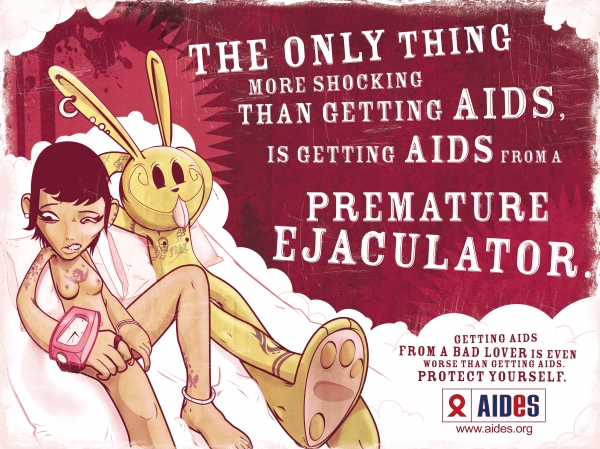 THE ONLY THING
MORE SHOCKING
THAN GETTING AIDS,
IS GETTING AIDS FROM A
PREMATURE
EJACULATOR.
GETTING AIDS
FROM A BAD LOVER IS EVEN
WORSE THAN GETTING AIDS.
PROTECT YOURSELF.
AIDeS
www.aides.org